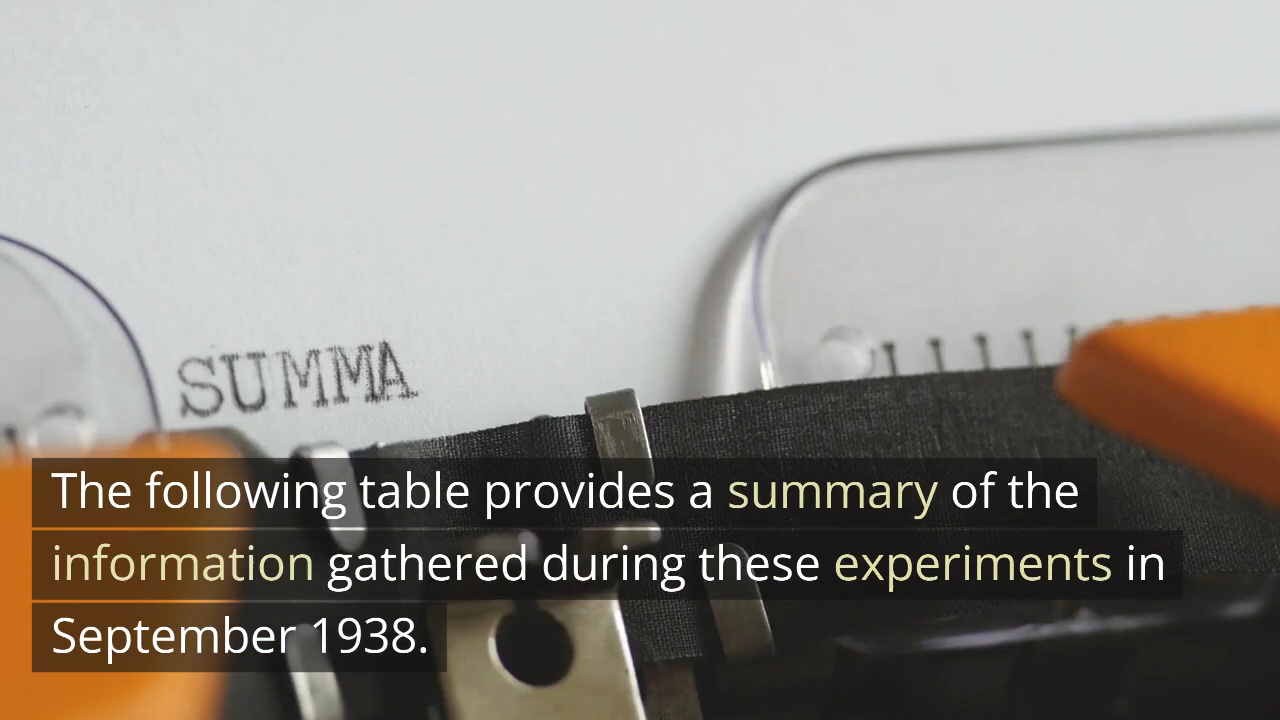 SUMMA
The following table provides a summary of the
information gathered during these experiments in
September 1938.